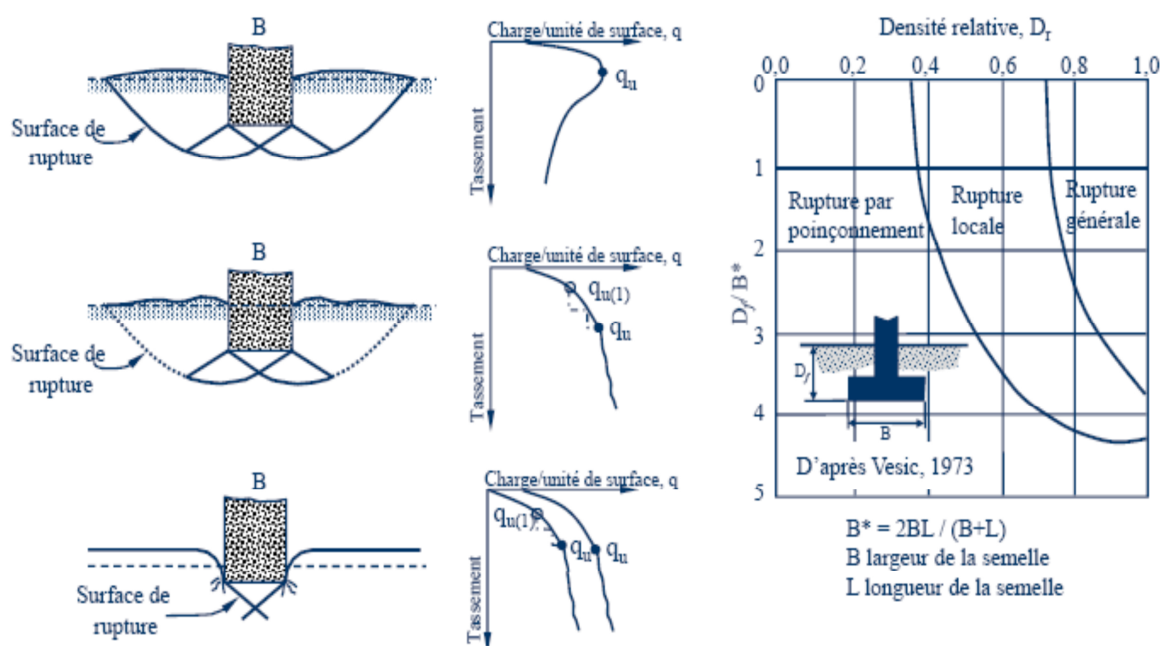 B
Surface de
rupture
Charge/unité de surface, q
qu
Tassement
B
Surface de
rupture
Charge/unité de surface, q
qu(1)
qu
Tassement
B
Surface de
rupture
Charge/unité de surface, q
qu(1)
qu
qu
Tassement
Densité relative, Dr
0,0 0,2 0,4 0,6 0,8 1,0
0
1
2
3
4
5
Df/ B*
Rupture par
poinçonnement
Rupture
locale
Rupture
générale
Df
B
D'après Vesic, 1973
B* = 2BL / (B+L)
B largeur de la semelle
L longueur de la semelle